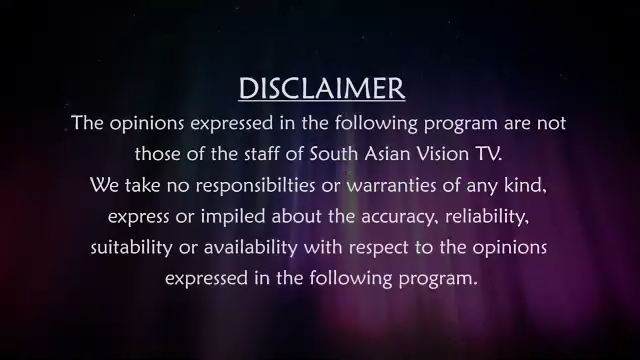 DISCLAIMER
The opinions expressed in the following program are not
those of the staff of South Asian Vision TV.
We take no responsibilties or warranties of any kind,
express or impiled about the accuracy, reliability,
suitability or availability with respect to the opinions
expressed in the following program.